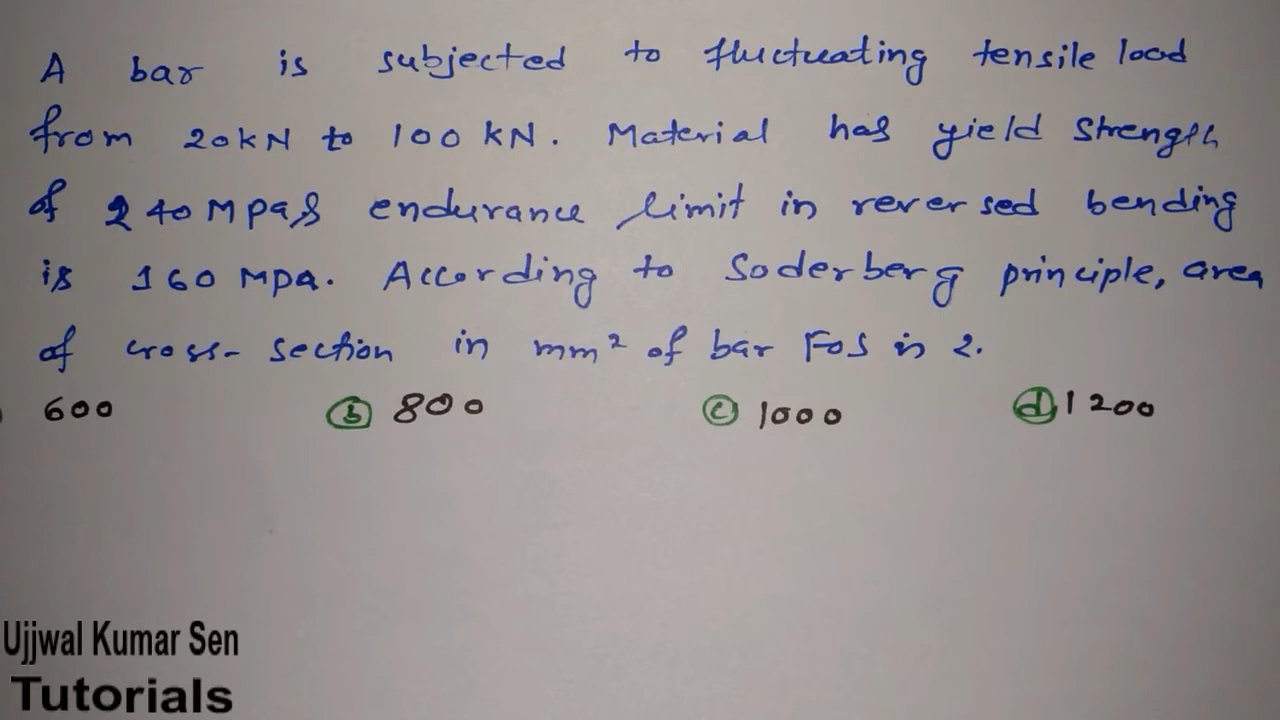 A bar is subjected to fluctuating tensile load
from 20kN to 100 kN. Material has yield strength
of 240 Mpa & endurance limit in reversed bending
is 160 Mpa. According to Soderberg principle, area
of cross-section in mm² of bar FoS is 2.
600 (b) 800 (c) 1000 (d) 1200
Ujjwal Kumar Sen
Tutorials